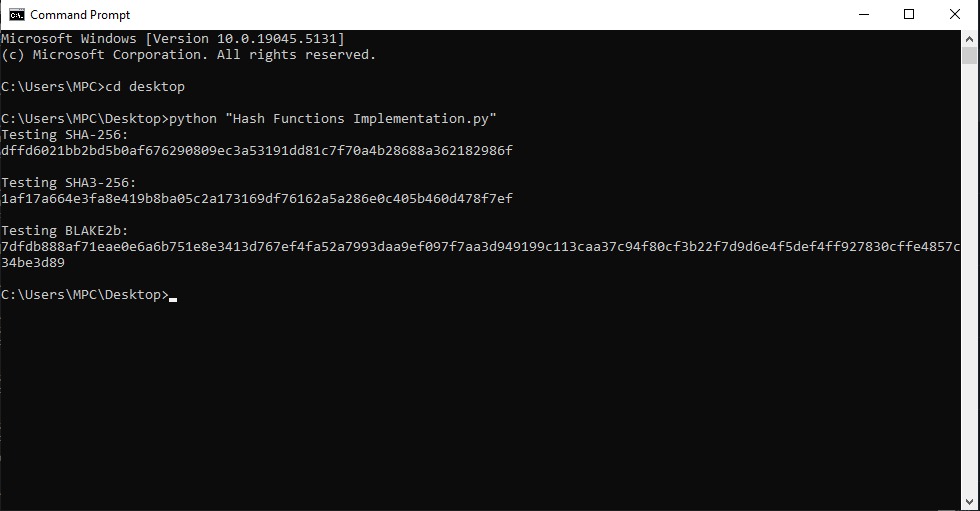 Command Prompt
Microsoft Windows [Version 10.0.19045.5131]
(c) Microsoft Corporation. All rights reserved.
C:\Users\MPC>cd desktop
C:\Users\MPC\Desktop>python "Hash Functions Implementation.py"
Testing SHA-256:
dffd6021bb2bd5b0af676290809ec3a53191dd81c7f70a4b28688a362182986f
Testing SHA3-256:
1af17a664e3fa8e419b8ba05c2a173169df76162a5a286e0c405b460d478f7ef
Testing BLAKE2b:
7dfdb888af71eae0e6a6b751e8e3413d767ef4fa52a7993daa9ef097f7aa3d949199c113caa37c94f80cf3b22f7d9d6e4f5def4ff927830cffe4857c
34be3d89
C:\Users\MPC\Desktop>